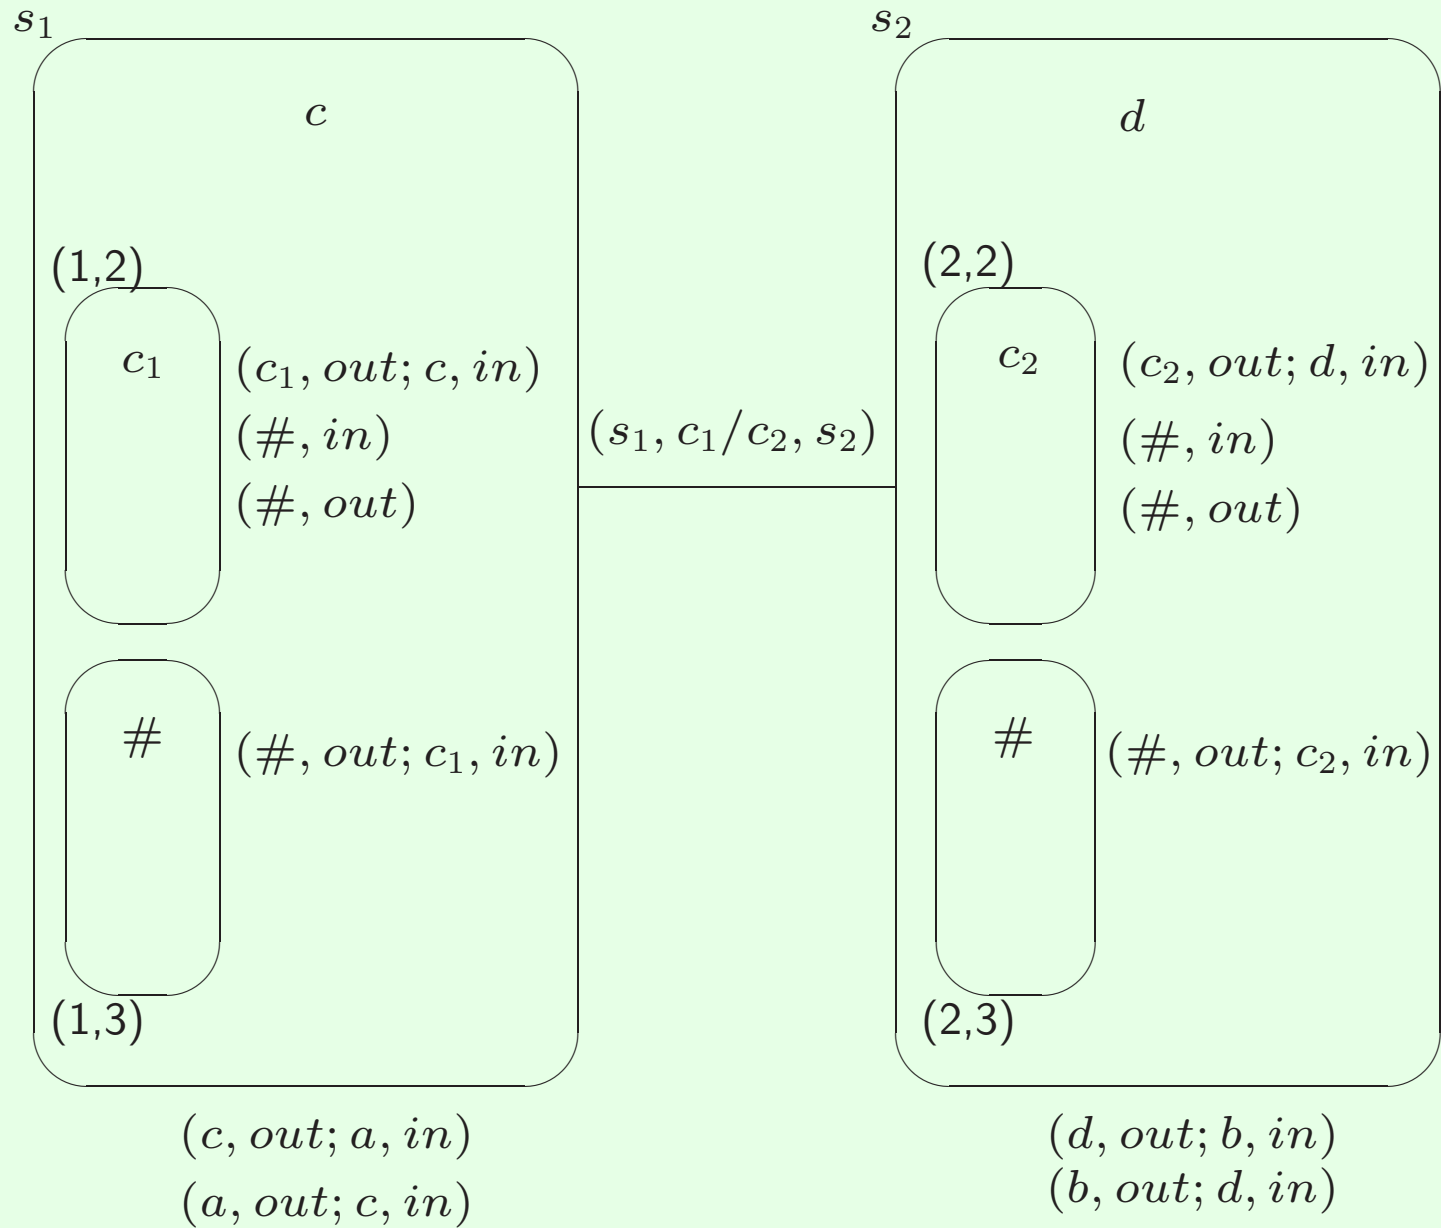 s₁
c
(1,2)
c₁
(c₁, out; c, in)
(#, in)
(#, out)
#
(#, out; c₁, in)
(1,3)
(c, out; a, in)
(a, out; c, in)
(s₁, c₁/c₂, s₂)
s₂
d
(2,2)
c₂
(c₂, out; d, in)
(#, in)
(#, out)
#
(#, out; c₂, in)
(2,3)
(d, out; b, in)
(b, out; d, in)